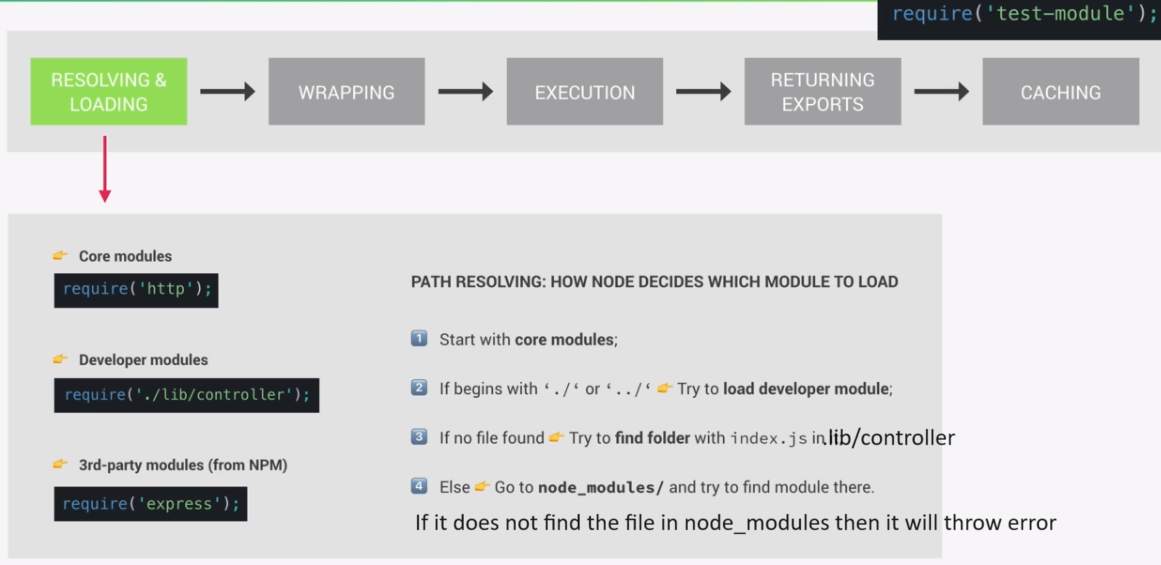 require('test-module');
RESOLVING &
LOADING
WRAPPING
EXECUTION
RETURNING
EXPORTS
CACHING
👉 Core modules
require('http');
👉 Developer modules
require('./lib/controller');
👉 3rd-party modules (from NPM)
require('express');
PATH RESOLVING: HOW NODE DECIDES WHICH MODULE TO LOAD
1 Start with core modules;
2 If begins with ‘./‘ or ‘../‘ 👉 Try to load developer module;
3 If no file found 👉 Try to find folder with index.js in .lib/controller
4 Else 👉 Go to node_modules/ and try to find module there.
If it does not find the file in node_modules then it will throw error